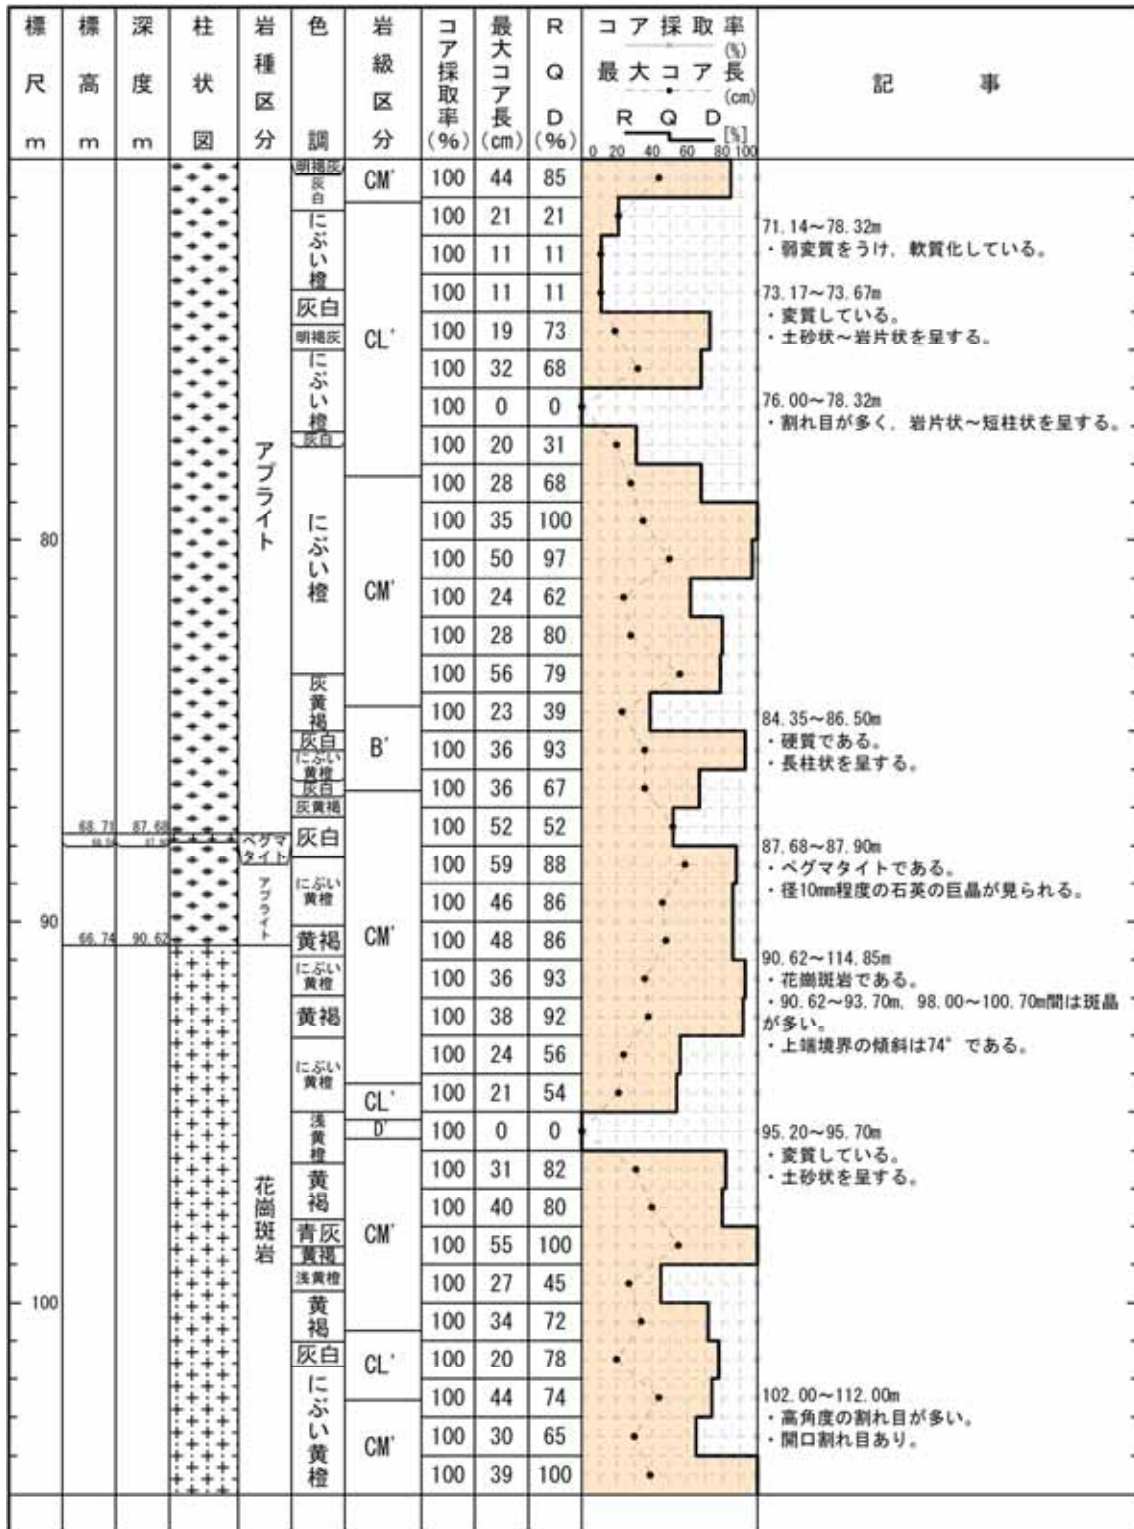 標尺 m
標高 m
深度 m
柱状図
岩種区分
色調
岩級区分
コア採取率(%)
最大コア長(cm)
RQD(%)
コア採取率(%)
最大コア長(cm)
RQD[%]
0 20 40 60 80 100
80
90
100
68.71 87.68
66.74 90.62
アプライト
ペグマタイト
アプライト
花崗斑岩
明褐灰
灰白
にぶい橙
灰白
明褐灰
にぶい橙
灰白
にぶい橙
灰黄褐
灰白
にぶい黄橙
灰白
灰黄褐
灰白
にぶい黄橙
黄褐
にぶい黄橙
黄褐
にぶい黄橙
浅黄橙
黄褐
青灰
黄褐
浅黄橙
黄褐
灰白
にぶい黄橙
CM'
CL'
CM'
B'
CM'
CL'
D'
CM'
CL'
CM'
100 44 85
100 21 21
100 11 11
100 11 11
100 19 73
100 32 68
100 0 0
100 20 31
100 28 68
100 35 100
100 50 97
100 24 62
100 28 80
100 56 79
100 23 39
100 36 93
100 36 67
100 52 52
100 59 88
100 46 86
100 48 86
100 36 93
100 38 92
100 24 56
100 21 54
100 0 0
100 31 82
100 40 80
100 55 100
100 27 45
100 34 72
100 20 78
100 44 74
100 30 65
100 39 100
記事
71.14～78.32m
・弱変質をうけ，軟質化している。
73.17～73.67m
・変質している。
・土砂状～岩片状を呈する。
76.00～78.32m
・割れ目が多く，岩片状～短柱状を呈する。
84.35～86.50m
・硬質である。
・長柱状を呈する。
87.68～87.90m
・ペグマタイトである。
・径10mm程度の石英の巨晶が見られる。
90.62～114.85m
・花崗斑岩である。
・90.62～93.70m，98.00～100.70m間は斑晶
が多い。
・上端境界の傾斜は74°である。
95.20～95.70m
・変質している。
・土砂状を呈する。
102.00～112.00m
・高角度の割れ目が多い。
・開口割れ目あり。